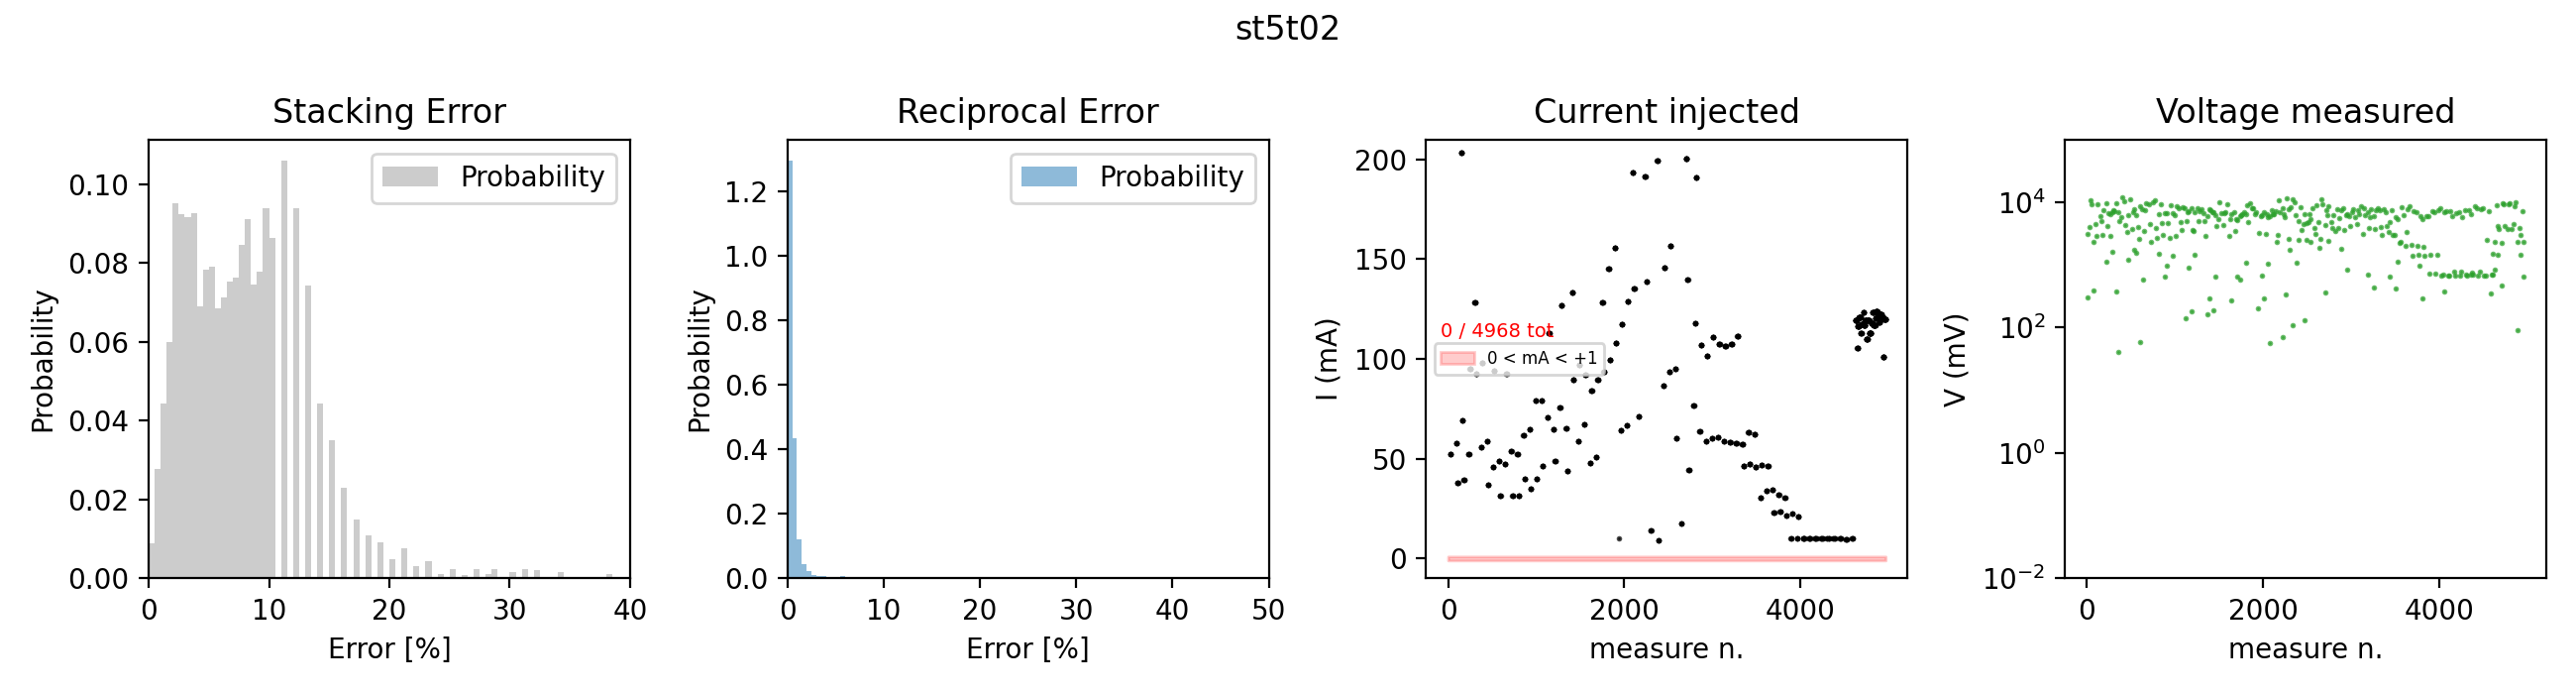 st5t02
Stacking Error
Probability
0.00
0.02
0.04
0.06
0.08
0.10
Probability
0 10 20 30 40
Error [%]
Reciprocal Error
Probability
0.0
0.2
0.4
0.6
0.8
1.0
1.2
Probability
0 10 20 30 40 50
Error [%]
Current injected
I (mA)
0
50
100
150
200
0 / 4968 tot
0 < mA < +1
0 2000 4000
measure n.
Voltage measured
V (mV)
10⁻²
10⁰
10²
10⁴
0 2000 4000
measure n.